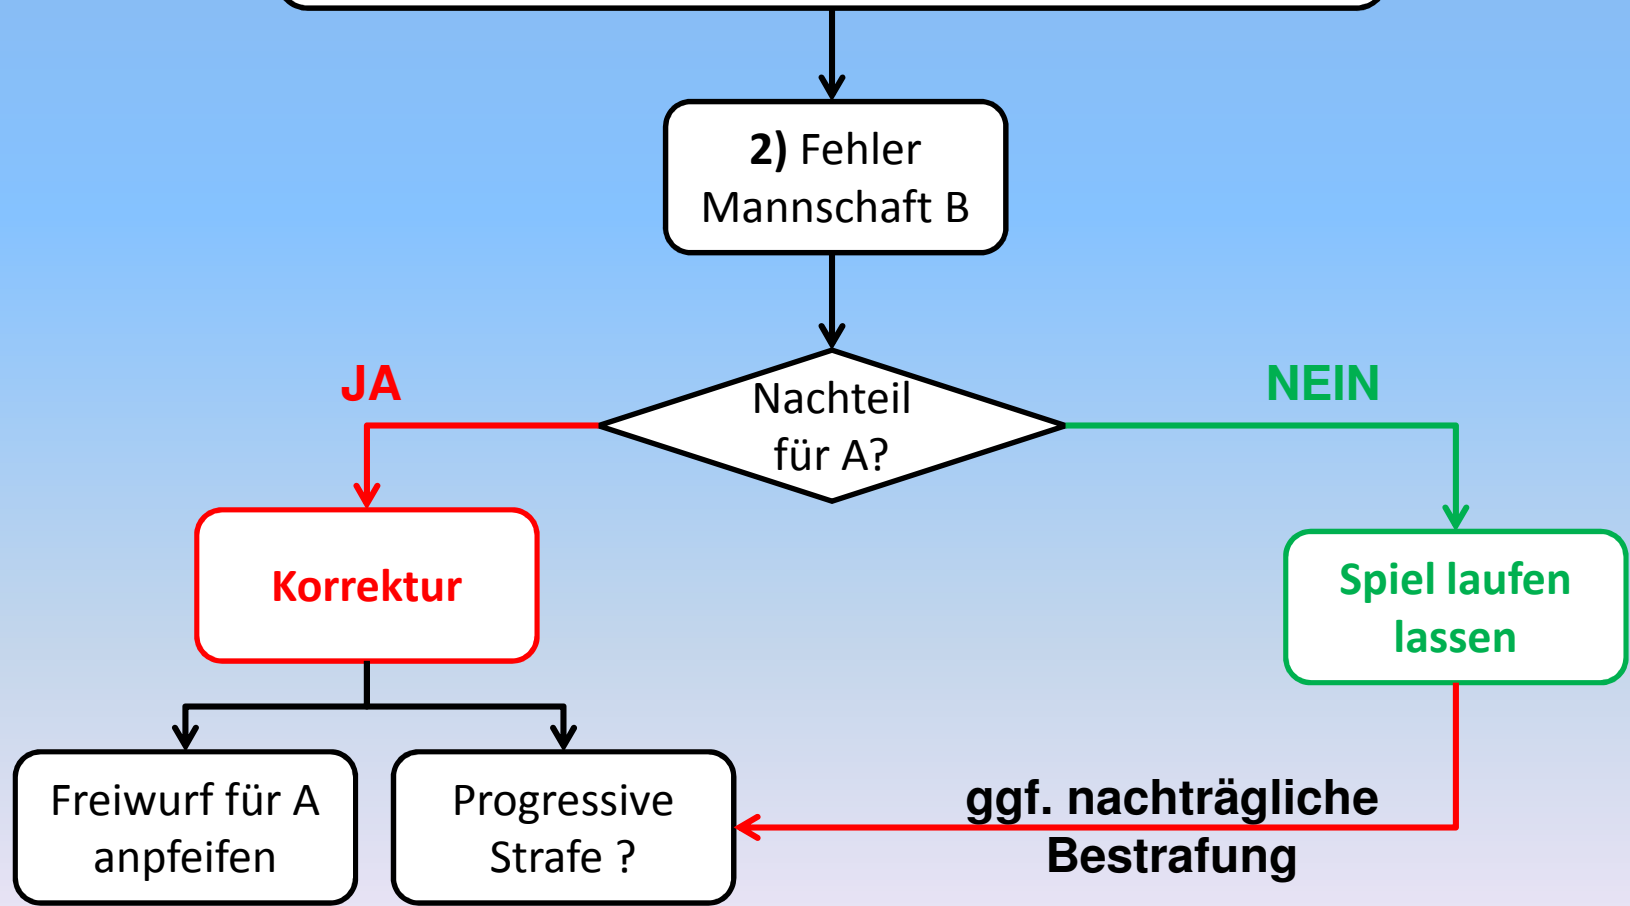 2) Fehler
Mannschaft B
Nachteil
für A?
JA
NEIN
Korrektur
Spiel laufen
lassen
Freiwurf für A
anpfeifen
Progressive
Strafe ?
ggf. nachträgliche
Bestrafung